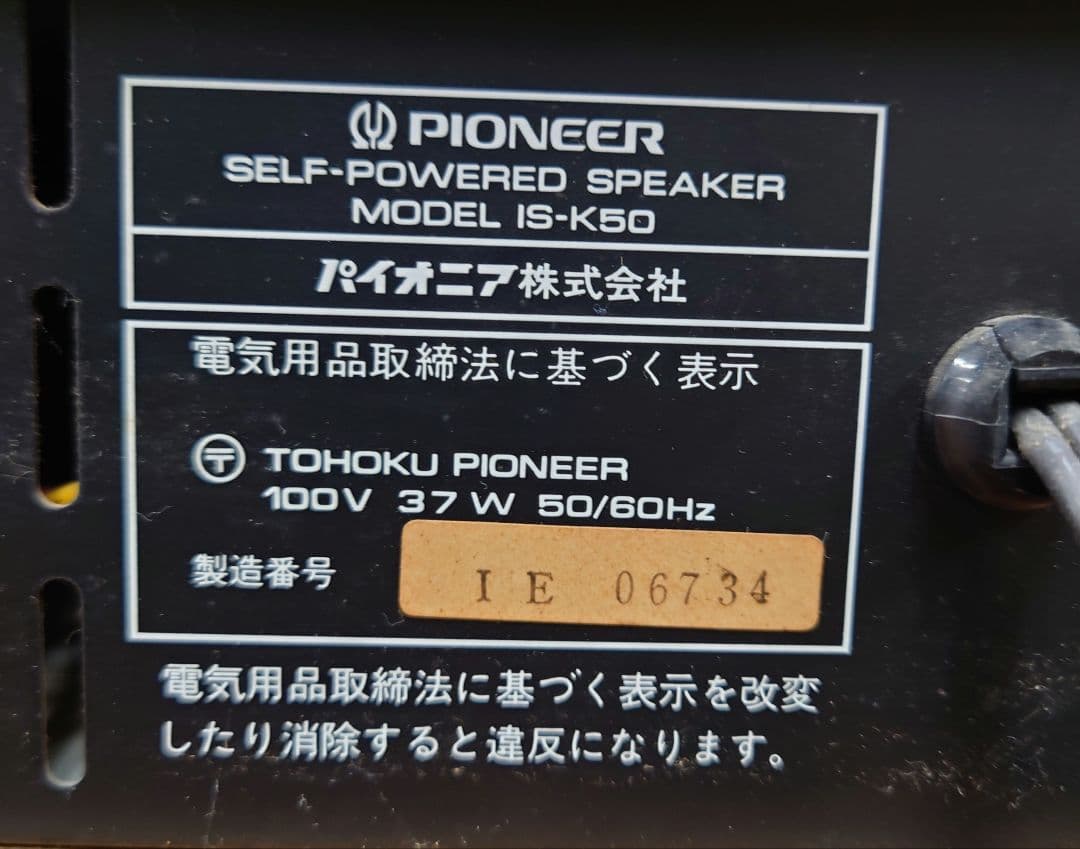 PIONEER
SELF-POWERED SPEAKER
MODEL IS-K50
パイオニア株式会社
電気用品取締法に基づく表示
〒 TOHOKU PIONEER
100V 37W 50/60Hz
製造番号 IE 06734
電気用品取締法に基づく表示を改変
したり消除すると違反になります。